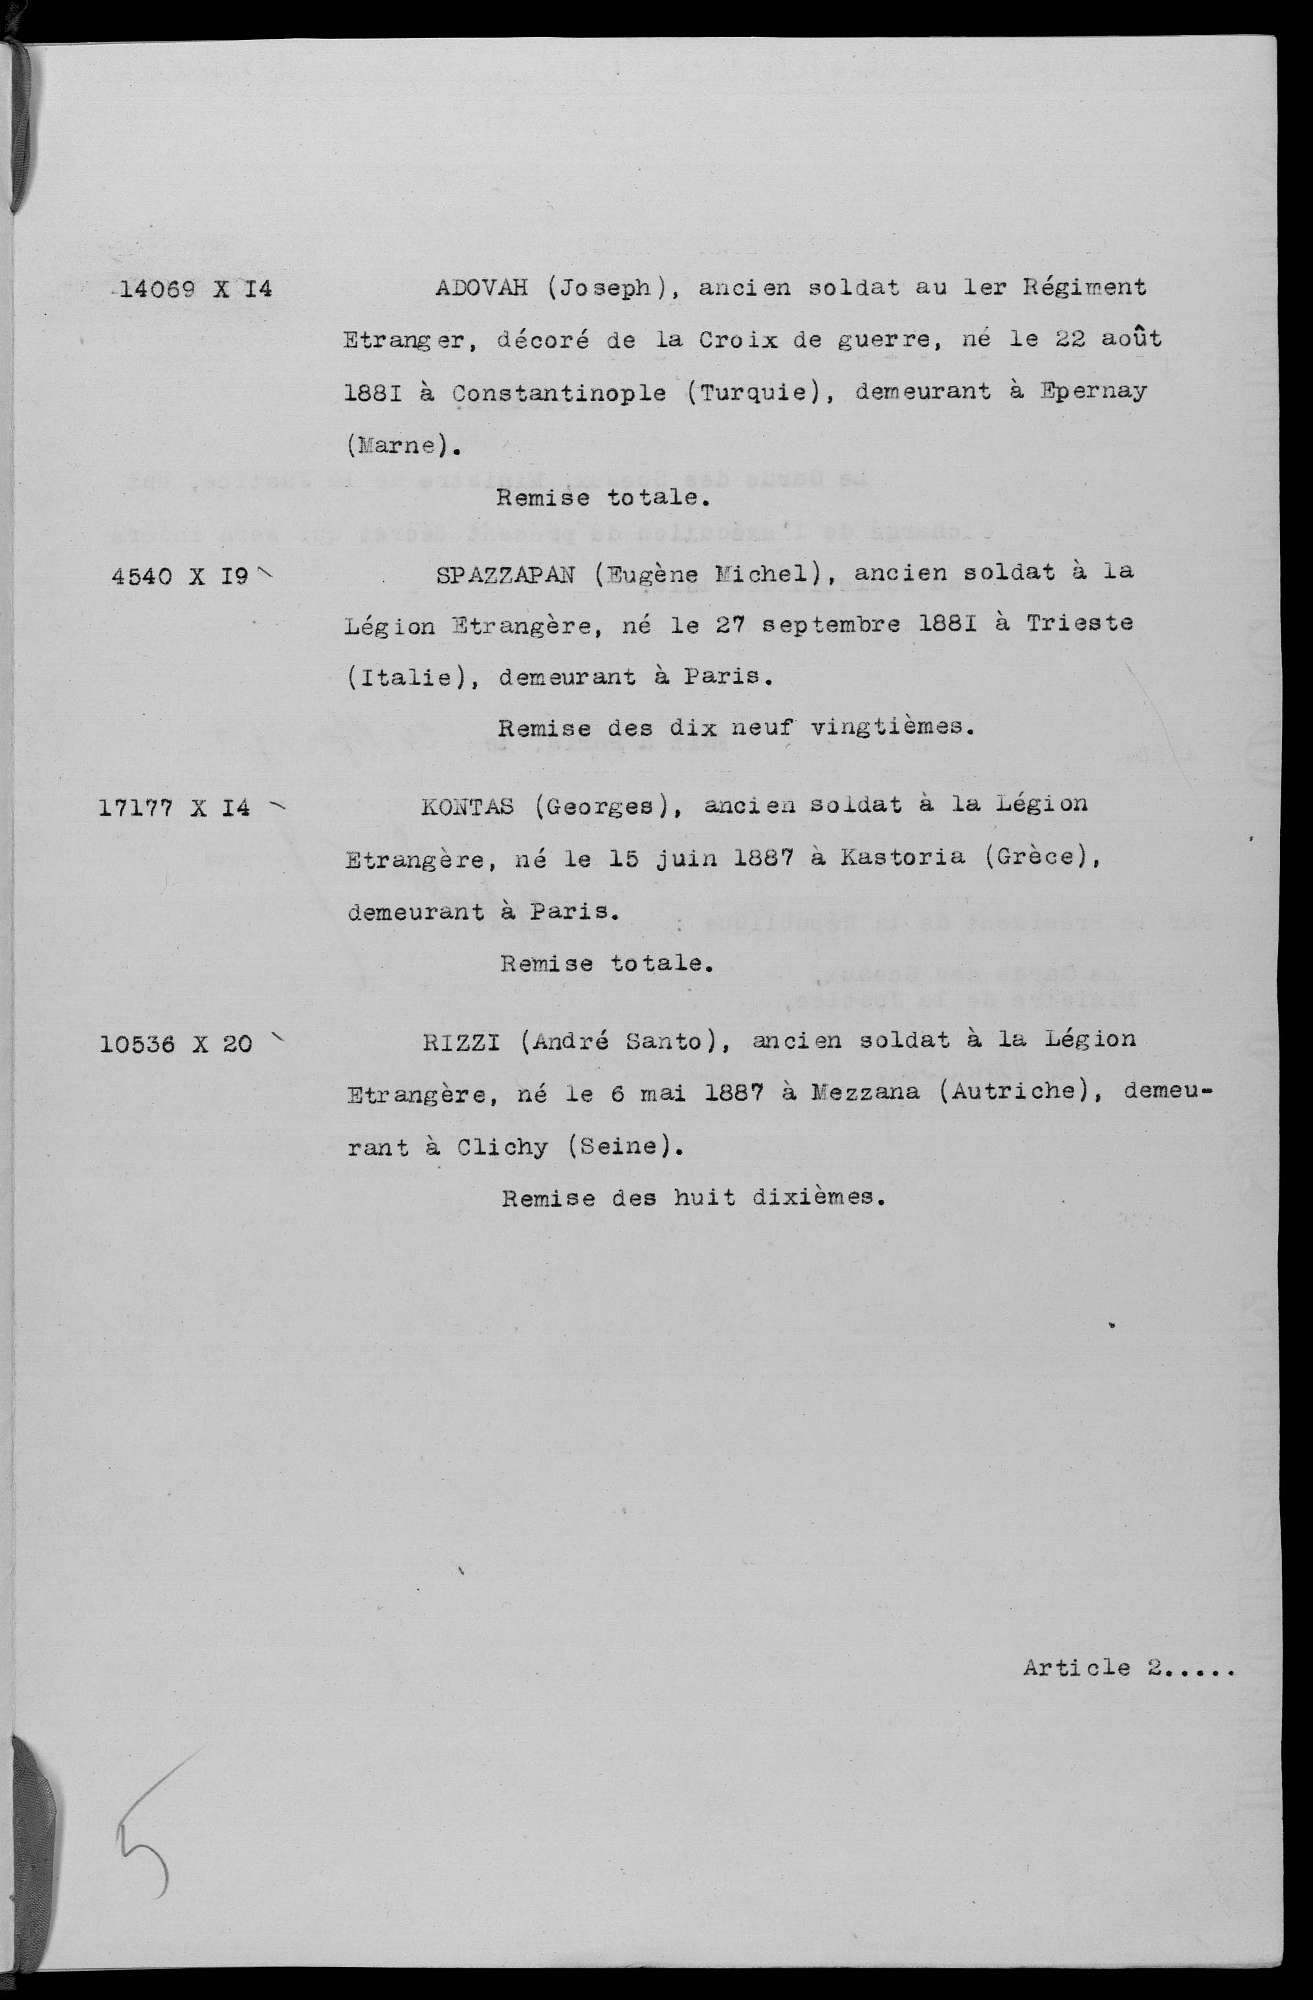 14069 X I4 ADOVAH (Joseph), ancien soldat au 1er Régiment
Etranger, décoré de la Croix de guerre, né le 22 août
188I à Constantinople (Turquie), demeurant à Epernay
(Marne).
Remise totale.
4540 X I9 SPAZZAPAN (Eugène Michel), ancien soldat à la
Légion Etrangère, né le 27 septembre 188I à Trieste
(Italie), demeurant à Paris.
Remise des dix neuf vingtièmes.
17177 X I4 KONTAS (Georges), ancien soldat à la Légion
Etrangère, né le 15 juin 1887 à Kastoria (Grèce),
demeurant à Paris.
Remise totale.
10536 X 20 RIZZI (André Santo), ancien soldat à la Légion
Etrangère, né le 6 mai 1887 à Mezzana (Autriche), demeu-
rant à Clichy (Seine).
Remise des huit dixièmes.
Article 2.....
5